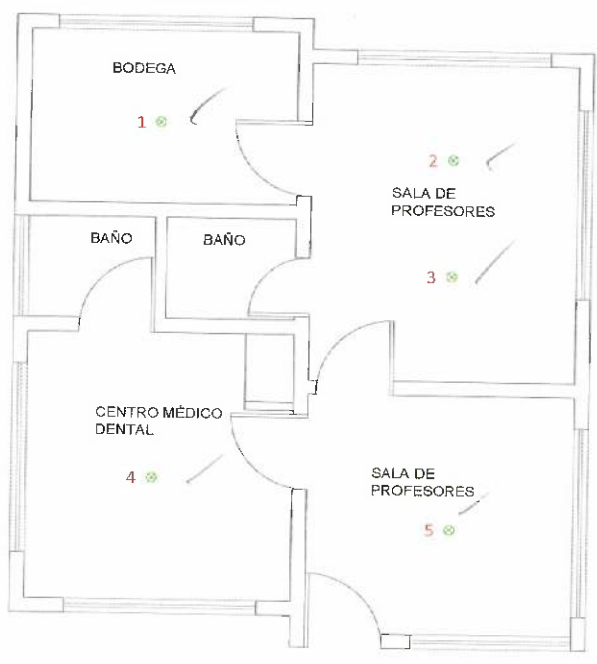 BODEGA
1
2
SALA DE
PROFESORES
BAÑO
BAÑO
3
CENTRO MÉDICO
DENTAL
4
SALA DE
PROFESORES
5